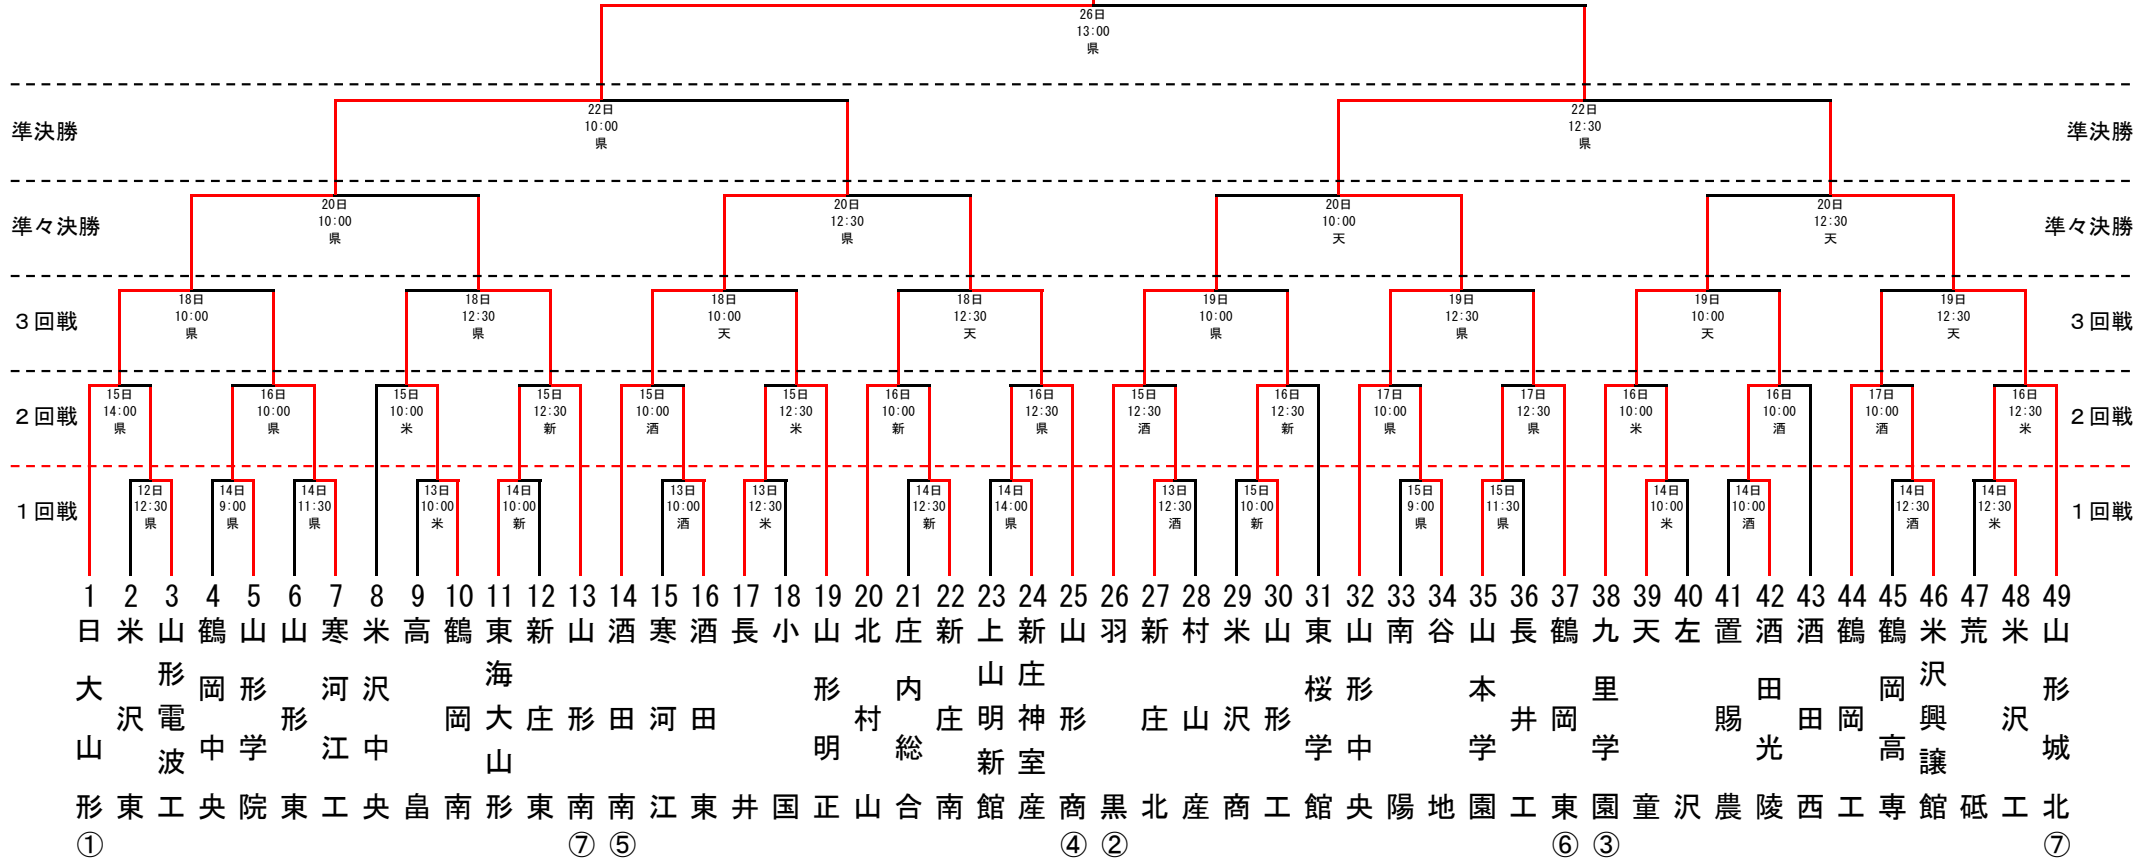 26日
13:00
県
22日
10:00
県
22日
12:30
県
準決勝
準決勝
20日
10:00
県
20日
12:30
県
20日
10:00
天
20日
12:30
天
準々決勝
準々決勝
18日
10:00
県
18日
12:30
県
18日
10:00
天
18日
12:30
天
19日
10:00
県
19日
12:30
県
19日
10:00
天
19日
12:30
天
3回戦
3回戦
15日
14:00
県
16日
10:00
県
15日
10:00
米
15日
12:30
新
15日
10:00
酒
15日
12:30
米
16日
10:00
新
16日
12:30
県
15日
12:30
酒
16日
12:30
新
17日
10:00
県
17日
12:30
県
16日
10:00
米
16日
10:00
酒
17日
10:00
酒
16日
12:30
米
2回戦
2回戦
12日
12:30
県
14日
9:00
県
14日
11:30
県
13日
10:00
米
14日
10:00
新
13日
10:00
酒
13日
12:30
米
14日
12:30
新
14日
14:00
県
13日
12:30
酒
15日
10:00
新
15日
9:00
県
15日
11:30
県
14日
10:00
米
14日
10:00
酒
14日
12:30
酒
14日
12:30
米
1回戦
1回戦
1 日大山形 ①
2 米沢東
3 山形電波工
4 鶴岡中央
5 山形学院
6 山形東
7 寒河江工
8 米沢中央
9 高畠
10 鶴岡南
11 東海大山形
12 新庄東
13 山形南 ⑦
14 酒田南 ⑤
15 寒河江
16 酒田東
17 長井
18 小国
19 山形明正
20 北村山
21 庄内総合
22 新庄南
23 上山明新館
24 新庄神室産
25 山形商 ④
26 羽黒 ②
27 新庄北
28 村山産
29 米沢商
30 山形工
31 東桜学館
32 山形中央
33 南陽
34 谷地
35 山本学園
36 長井工
37 鶴岡東 ⑥
38 九里学園 ③
39 天童
40 左沢
41 置賜農
42 酒田光陵
43 酒田西
44 鶴岡工
45 鶴岡高専
46 米沢興譲館
47 荒砥
48 米沢工
49 山形城北 ⑦